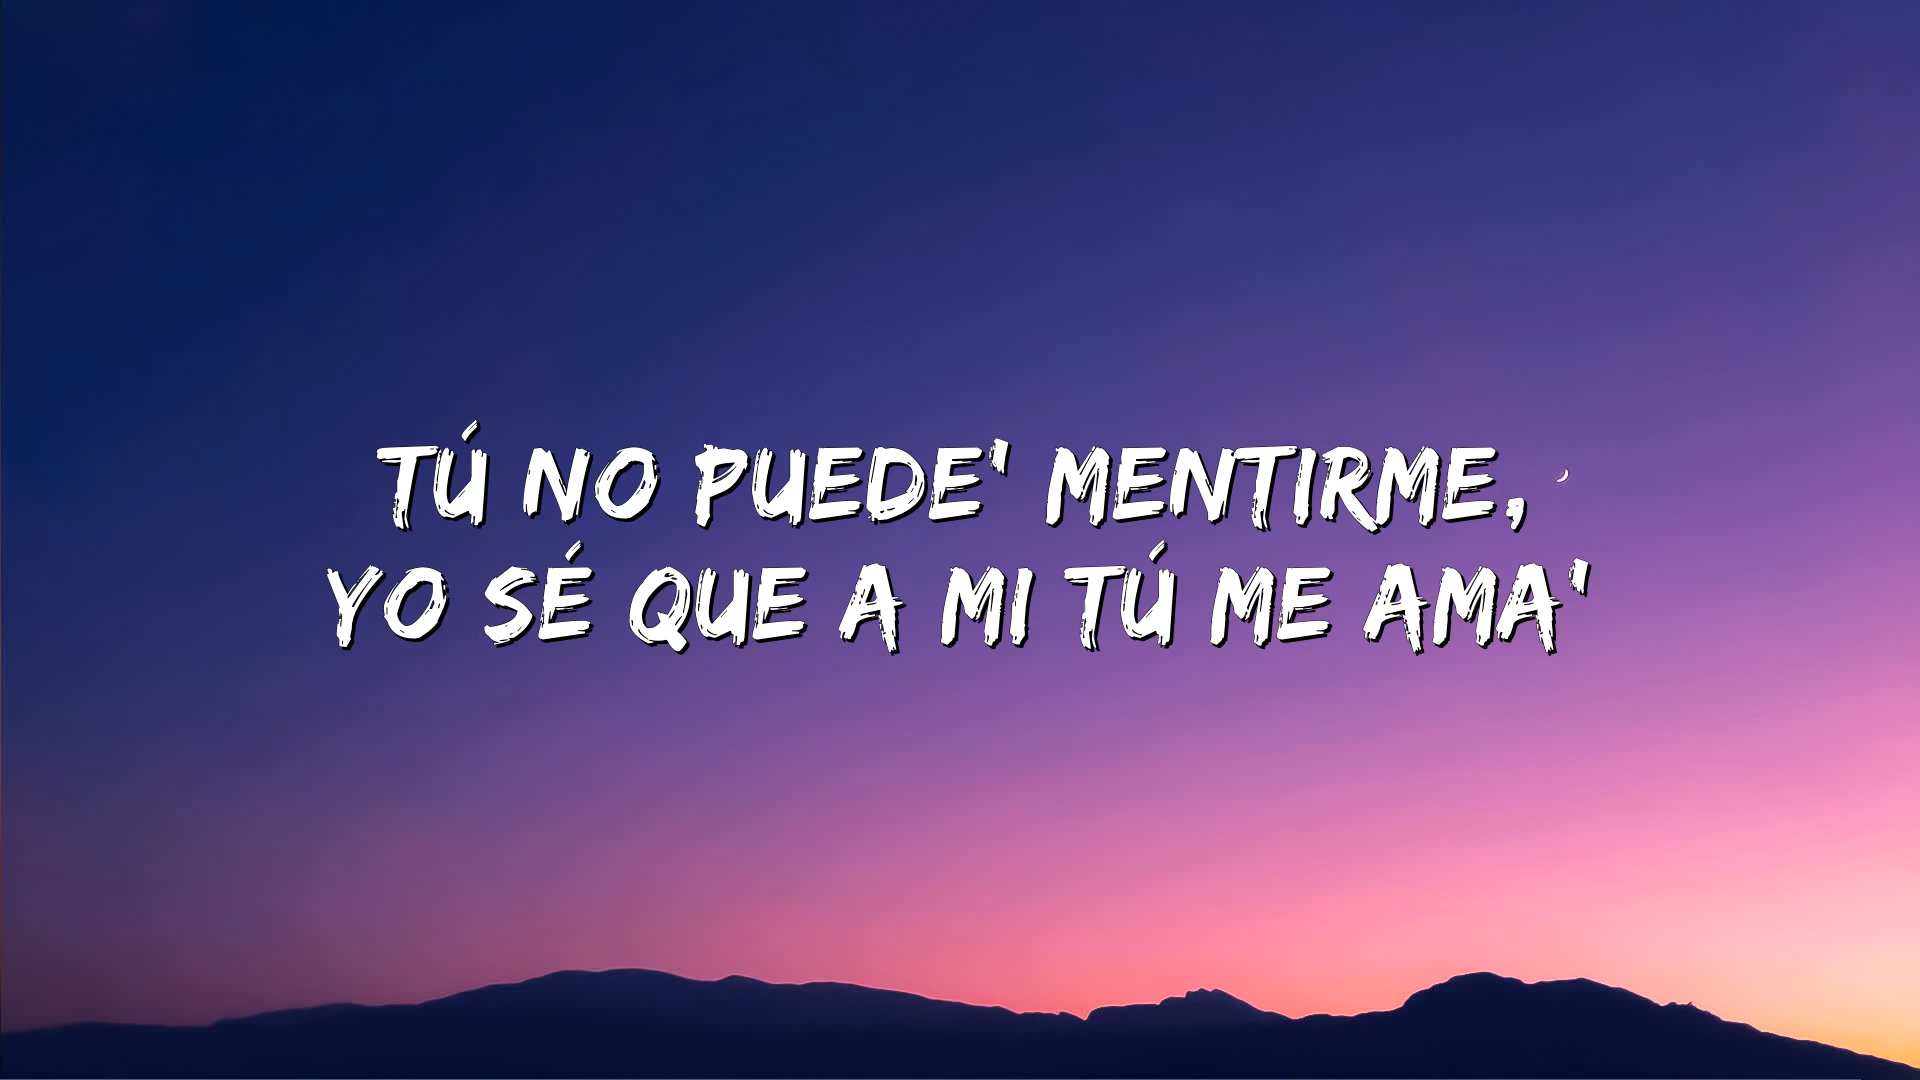 TÚ NO PUEDE' MENTIRME,
YO SÉ QUE A MI TÚ ME AMA'